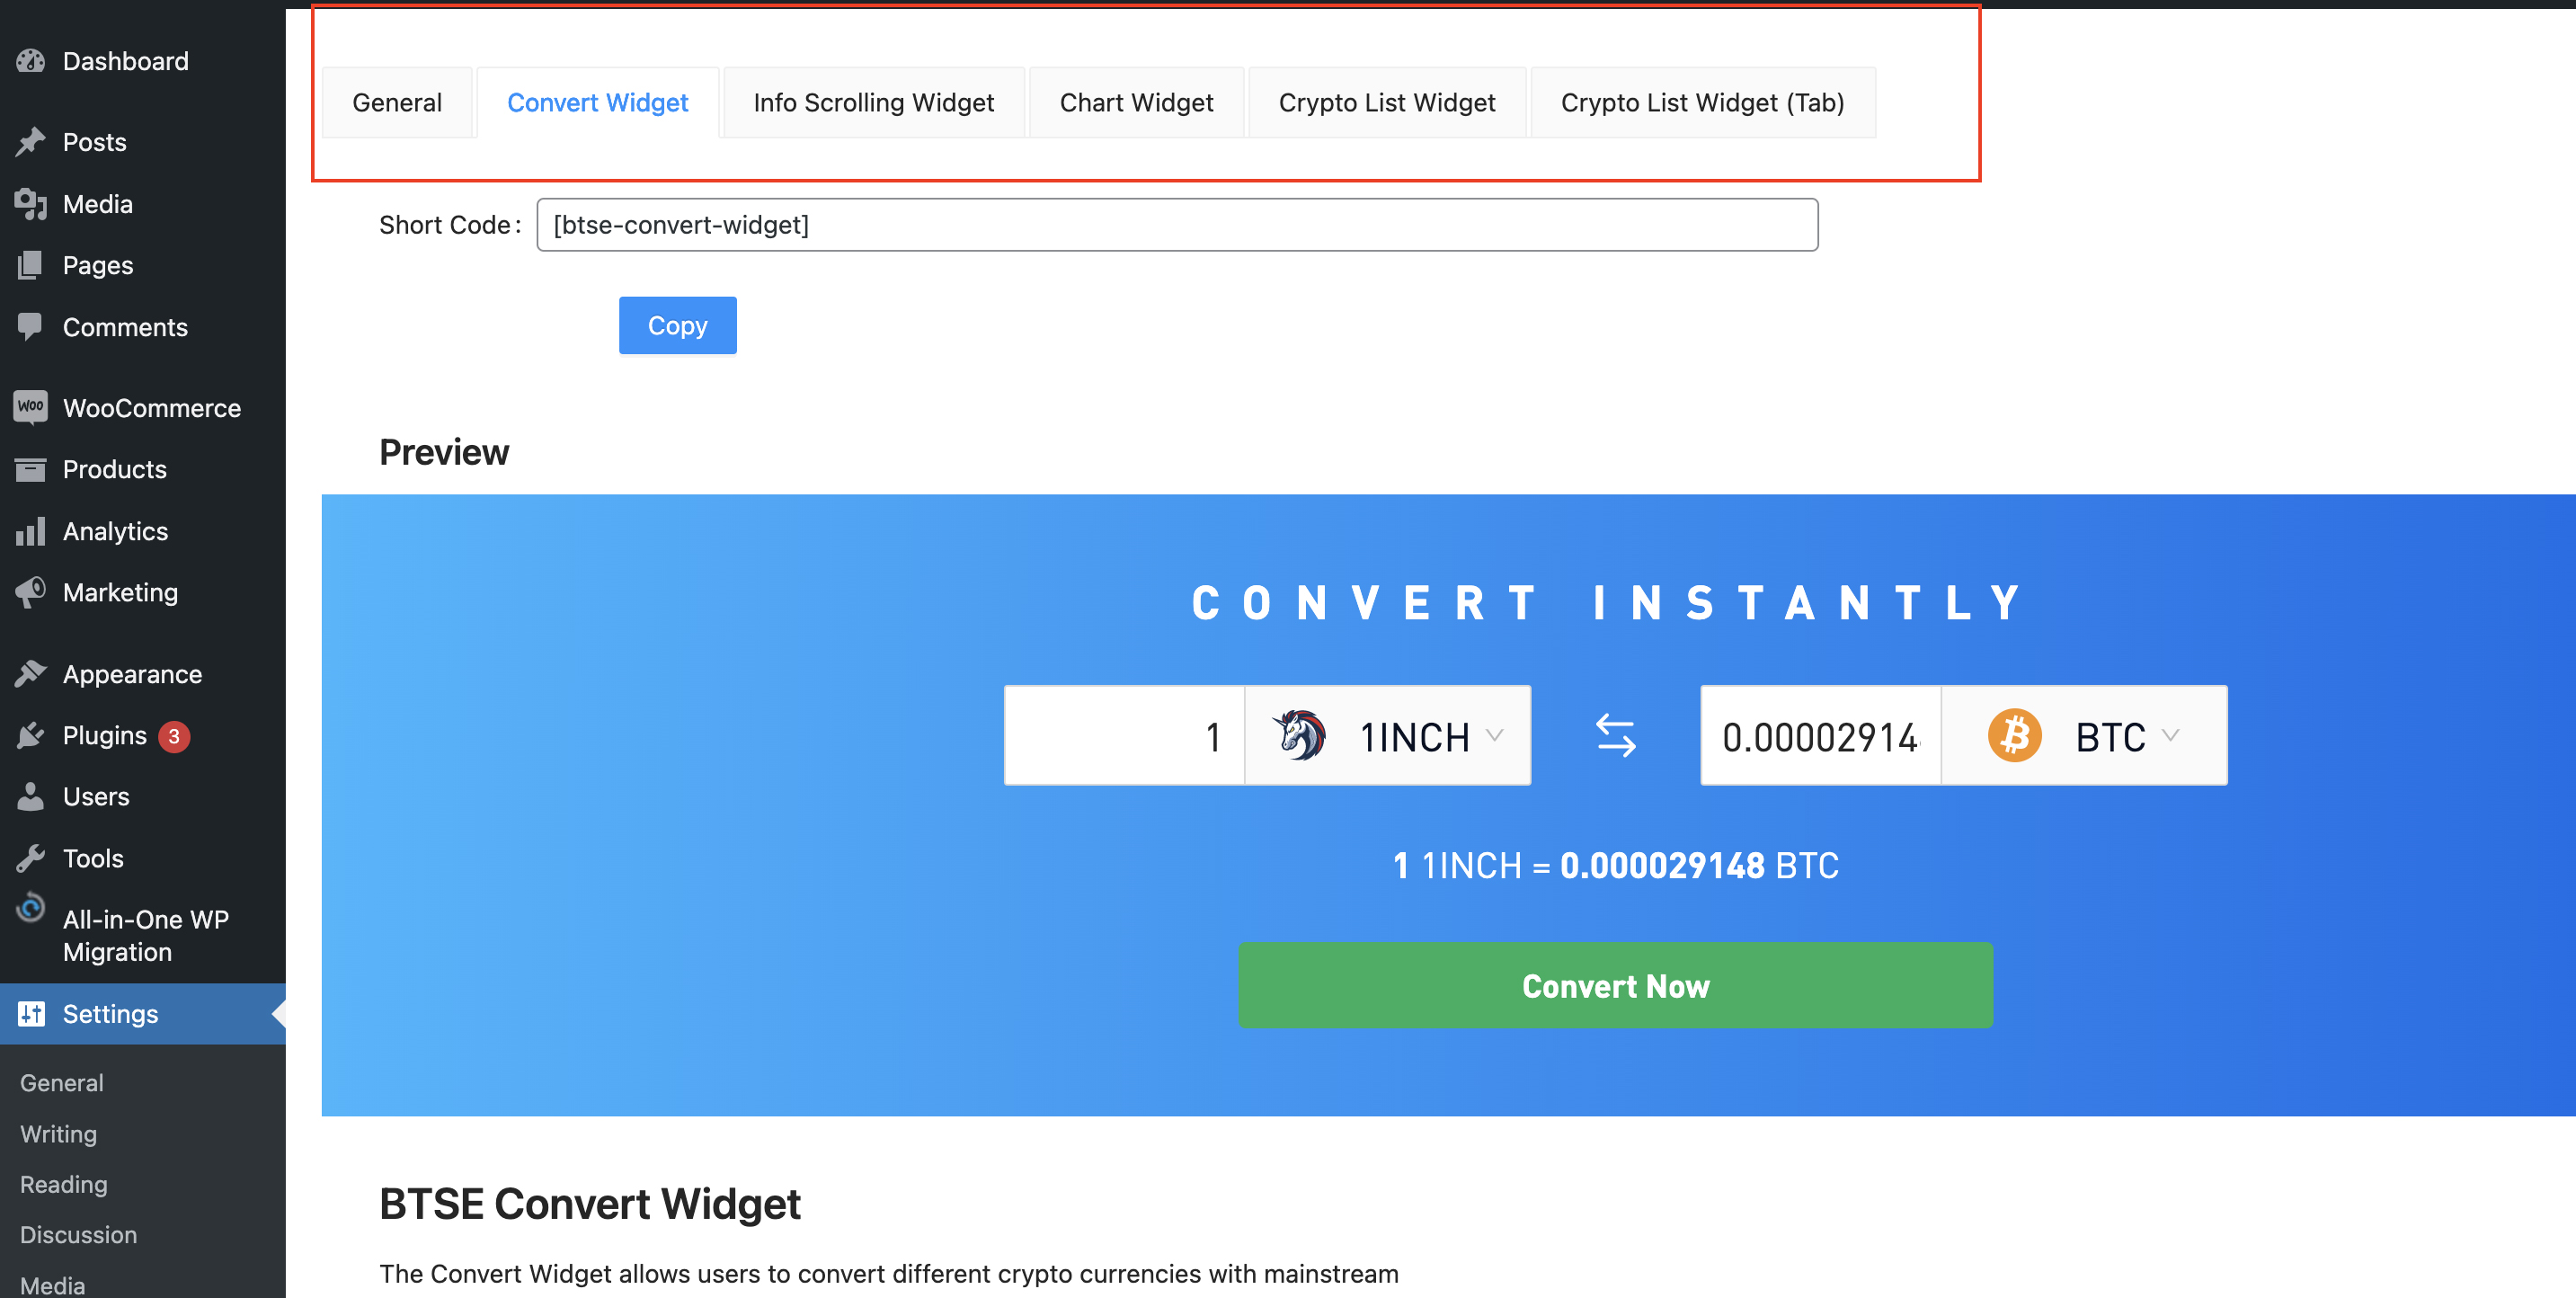 Dashboard
Posts
Media
Pages
Comments
WOO WooCommerce
Products
Analytics
Marketing
Appearance
Plugins 3
Users
Tools
All-in-One WP
Migration
Settings
General
Writing
Reading
Discussion
Media
General Convert Widget Info Scrolling Widget Chart Widget Crypto List Widget Crypto List Widget (Tab)
Short Code: [btse-convert-widget]
Copy
Preview
CONVERT INSTANTLY
1 1INCH 0.00002914 BTC
1 1INCH = 0.000029148 BTC
Convert Now
BTSE Convert Widget
The Convert Widget allows users to convert different crypto currencies with mainstream